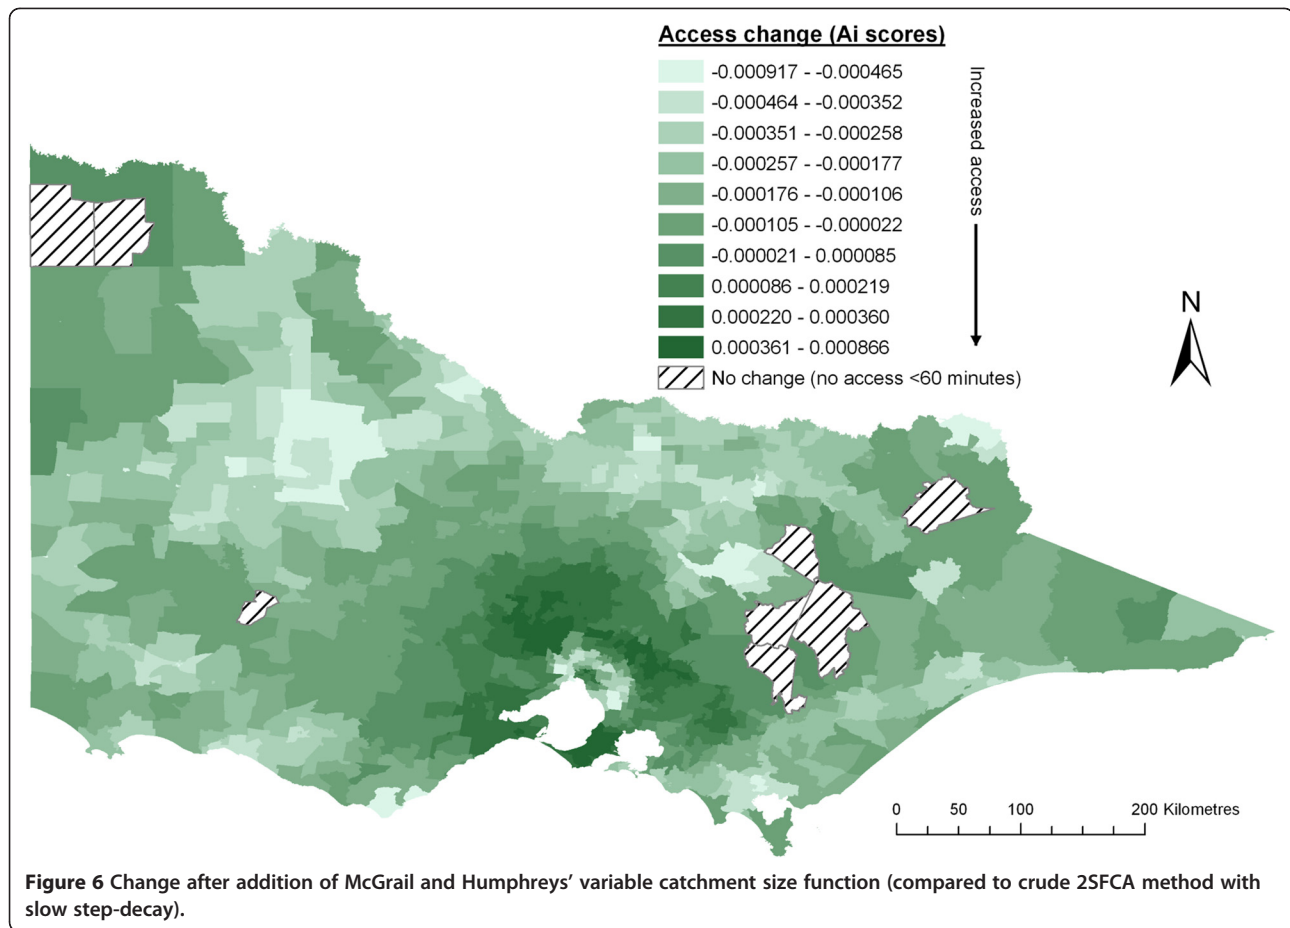 Access change (Ai scores)
-0.000917 - -0.000465
-0.000464 - -0.000352
-0.000351 - -0.000258
-0.000257 - -0.000177
-0.000176 - -0.000106
-0.000105 - -0.000022
-0.000021 - 0.000085
0.000086 - 0.000219
0.000220 - 0.000360
0.000361 - 0.000866
No change (no access <60 minutes)
Increased access
N
0 50 100 200 Kilometres
Figure 6 Change after addition of McGrail and Humphreys’ variable catchment size function (compared to crude 2SFCA method with
slow step-decay).